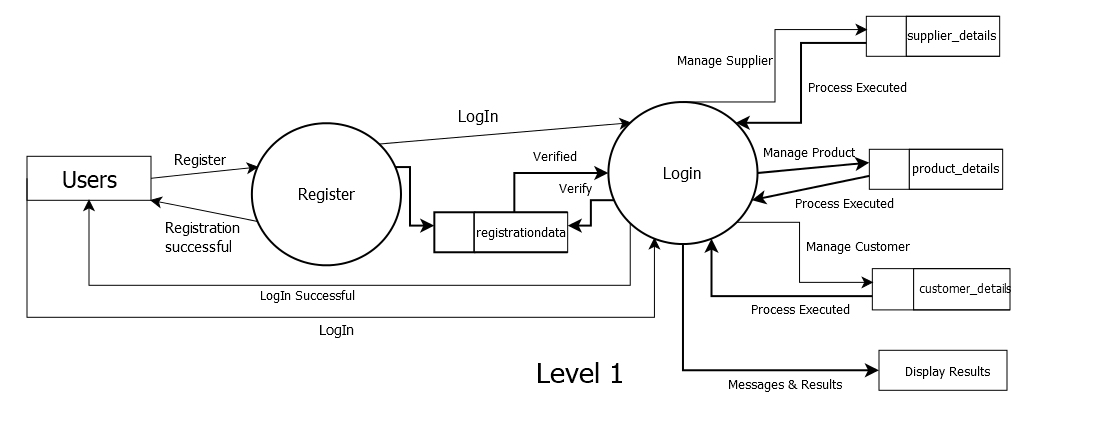 supplier_details
Manage Supplier
Process Executed
LogIn
Verified
Manage Product
Register
Users
Login
product_details
Verify
Register
Process Executed
Registration
successful
registrationdata
Manage Customer
customer_details
LogIn Successful
Process Executed
LogIn
Level 1
Display Results
Messages & Results